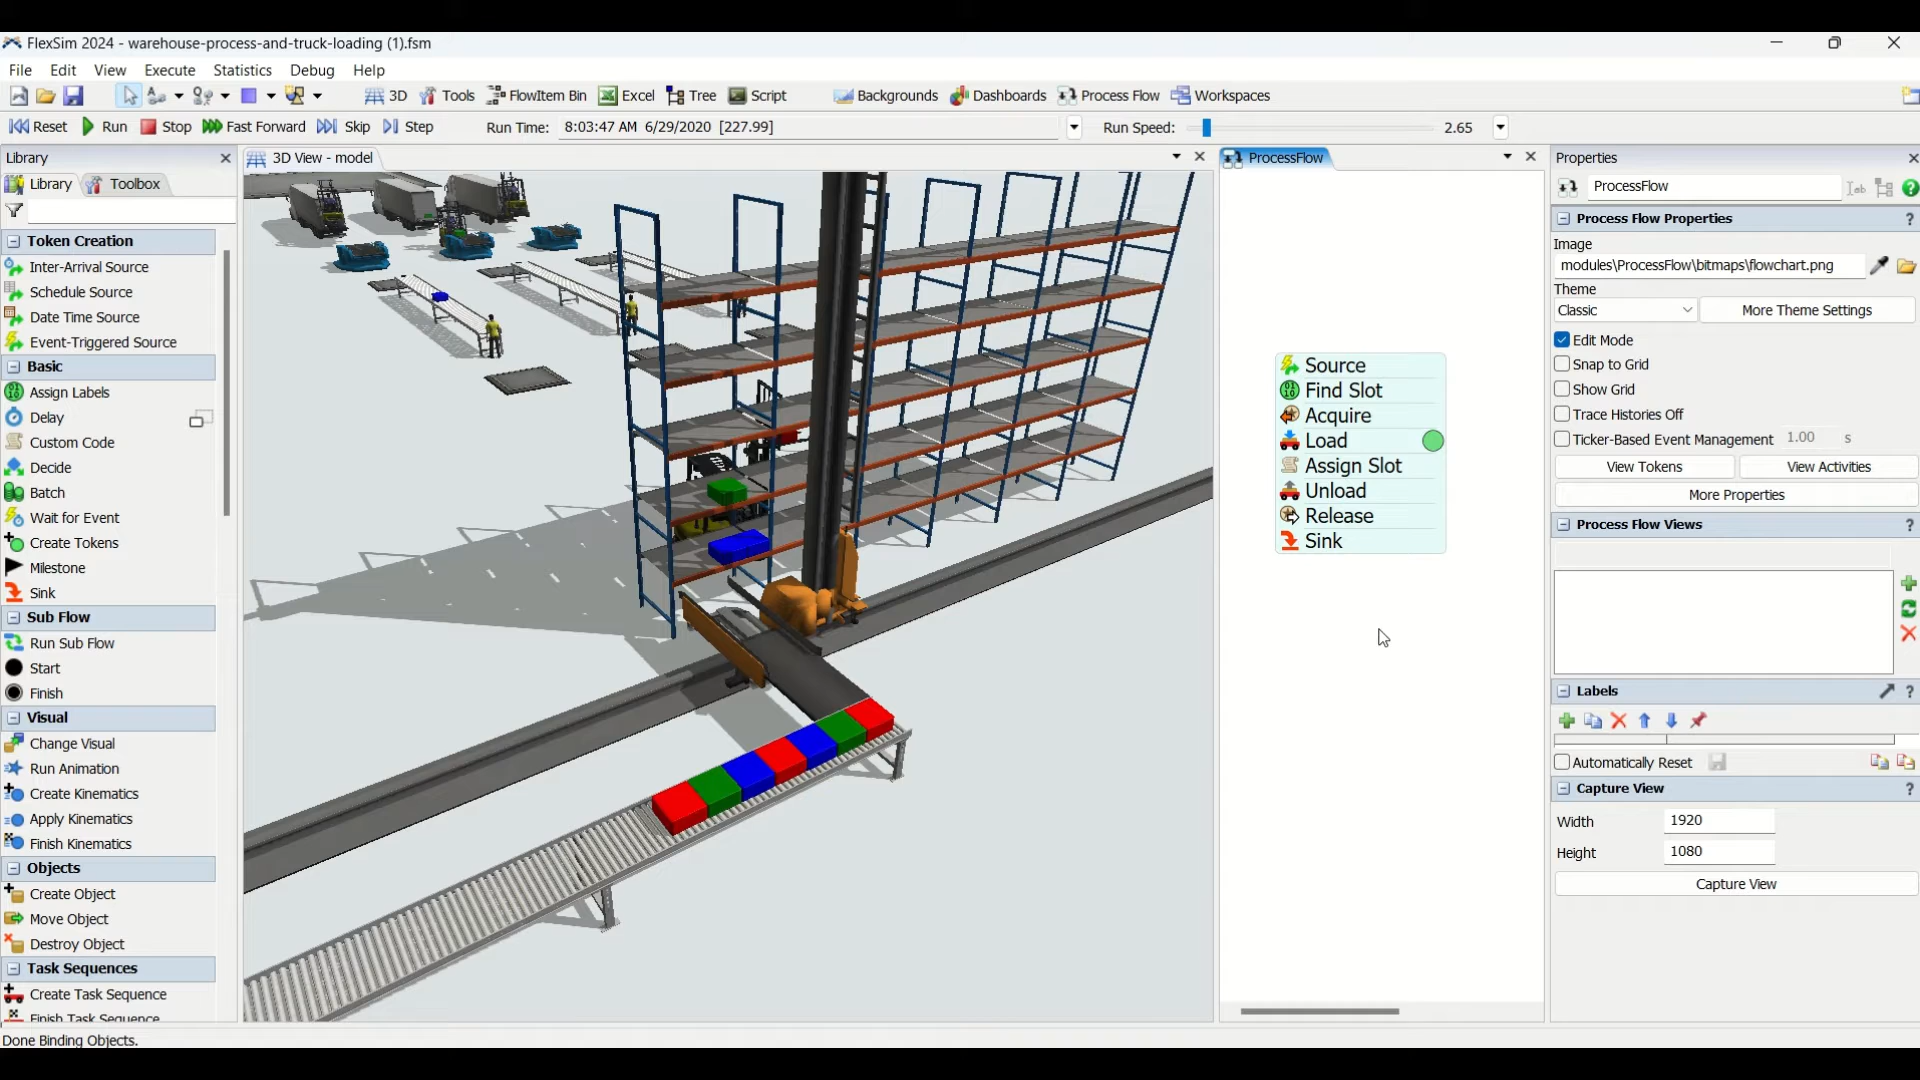 FlexSim 2024 - warehouse-process-and-truck-loading (1).fsm
File Edit View Execute Statistics Debug Help
3D Tools FlowItem Bin Excel Tree Script Backgrounds Dashboards Process Flow Workspaces
Reset Run Stop Fast Forward Skip Step Run Time: 8:03:47 AM 6/29/2020 [227.99] Run Speed: 2.65
Library
Library Toolbox
Token Creation
Inter-Arrival Source
Schedule Source
Date Time Source
Event-Triggered Source
Basic
Assign Labels
Delay
Custom Code
Decide
Batch
Wait for Event
Create Tokens
Milestone
Sink
Sub Flow
Run Sub Flow
Start
Finish
Visual
Change Visual
Run Animation
Create Kinematics
Apply Kinematics
Finish Kinematics
Objects
Create Object
Move Object
Destroy Object
Task Sequences
Create Task Sequence
Finish Task Sequence
Done Binding Objects.
3D View - model
ProcessFlow
Source
Find Slot
Acquire
Load
Assign Slot
Unload
Release
Sink
Properties
ProcessFlow
Process Flow Properties
?
Image
modules\ProcessFlow\bitmaps\flowchart.png
Theme
Classic More Theme Settings
Edit Mode
Snap to Grid
Show Grid
Trace Histories Off
Ticker-Based Event Management 1.00 s
View Tokens View Activities
More Properties
Process Flow Views ?
Labels ?
Automatically Reset
Capture View ?
Width 1920
Height 1080
Capture View